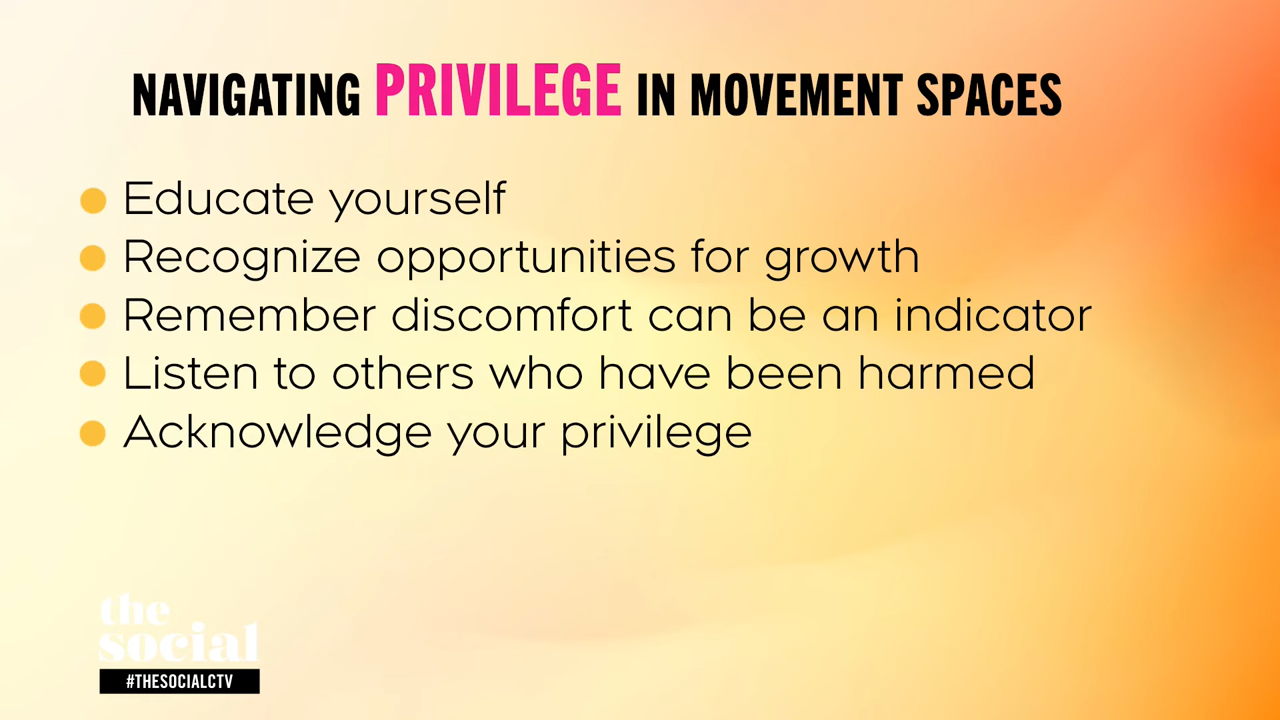 NAVIGATING PRIVILEGE IN MOVEMENT SPACES
Educate yourself
Recognize opportunities for growth
Remember discomfort can be an indicator
Listen to others who have been harmed
Acknowledge your privilege
the
social
#THESOCIALCTV